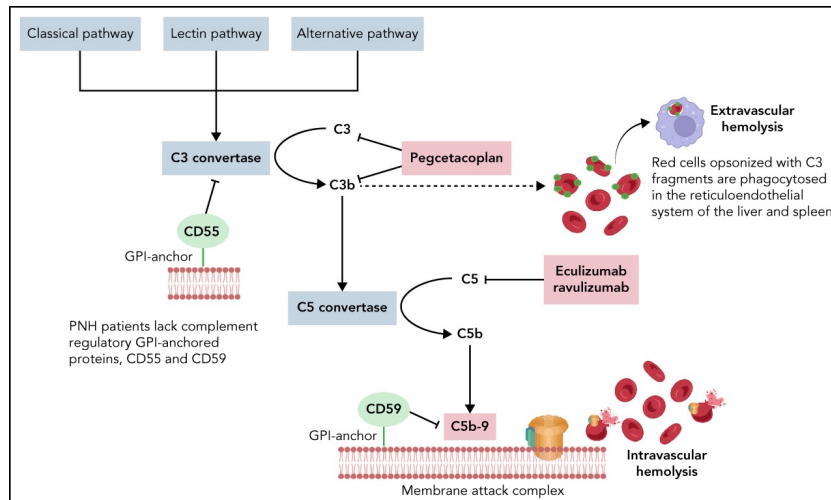 Classical pathway
Lectin pathway
Alternative pathway
C3 convertase
C3
C3b
Pegcetacoplan
Extravascular
hemolysis
Red cells opsonized with C3
fragments are phagocytosed
in the reticuloendothelial
system of the liver and spleen
CD55
GPI-anchor
PNH patients lack complement
regulatory GPI-anchored
proteins, CD55 and CD59
C5 convertase
C5
C5b
Eculizumab
ravulizumab
CD59
GPI-anchor
C5b-9
Membrane attack complex
Intravascular
hemolysis